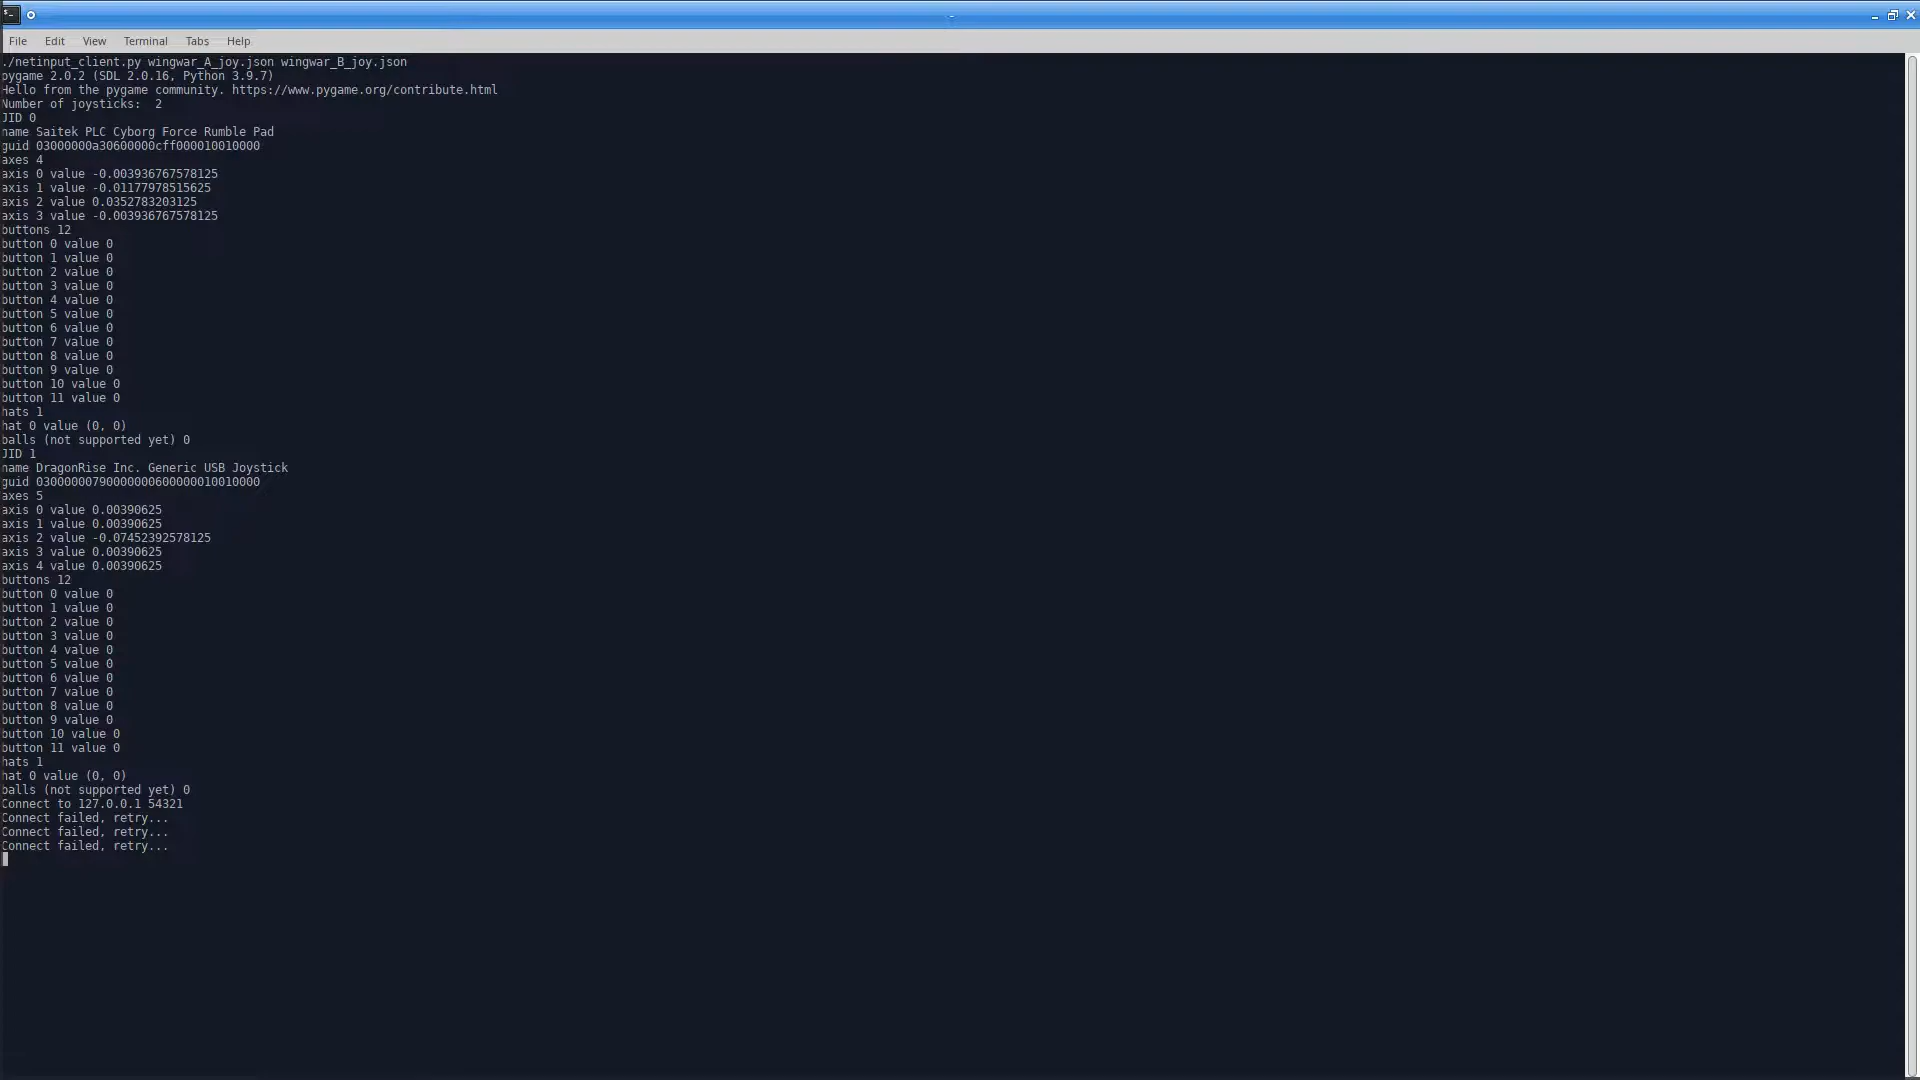 File Edit View Terminal Tabs Help
./netinput_client.py wingwar_A_joy.json wingwar_B_joy.json
pygame 2.0.2 (SDL 2.0.16, Python 3.9.7)
Hello from the pygame community. https://www.pygame.org/contribute.html
Number of joysticks:  2
JID 0
name Saitek PLC Cyborg Force Rumble Pad
guid 03000000a30600000cff000010010000
axes 4
axis 0 value -0.003936767578125
axis 1 value -0.01177978515625
axis 2 value 0.0352783203125
axis 3 value -0.003936767578125
buttons 12
button 0 value 0
button 1 value 0
button 2 value 0
button 3 value 0
button 4 value 0
button 5 value 0
button 6 value 0
button 7 value 0
button 8 value 0
button 9 value 0
button 10 value 0
button 11 value 0
hats 1
hat 0 value (0, 0)
balls (not supported yet) 0
JID 1
name DragonRise Inc. Generic USB Joystick
guid 03000000790000000600000010010000
axes 5
axis 0 value 0.00390625
axis 1 value 0.00390625
axis 2 value -0.07452392578125
axis 3 value 0.00390625
axis 4 value 0.00390625
buttons 12
button 0 value 0
button 1 value 0
button 2 value 0
button 3 value 0
button 4 value 0
button 5 value 0
button 6 value 0
button 7 value 0
button 8 value 0
button 9 value 0
button 10 value 0
button 11 value 0
hats 1
hat 0 value (0, 0)
balls (not supported yet) 0
Connect to 127.0.0.1 54321
Connect failed, retry...
Connect failed, retry...
Connect failed, retry...